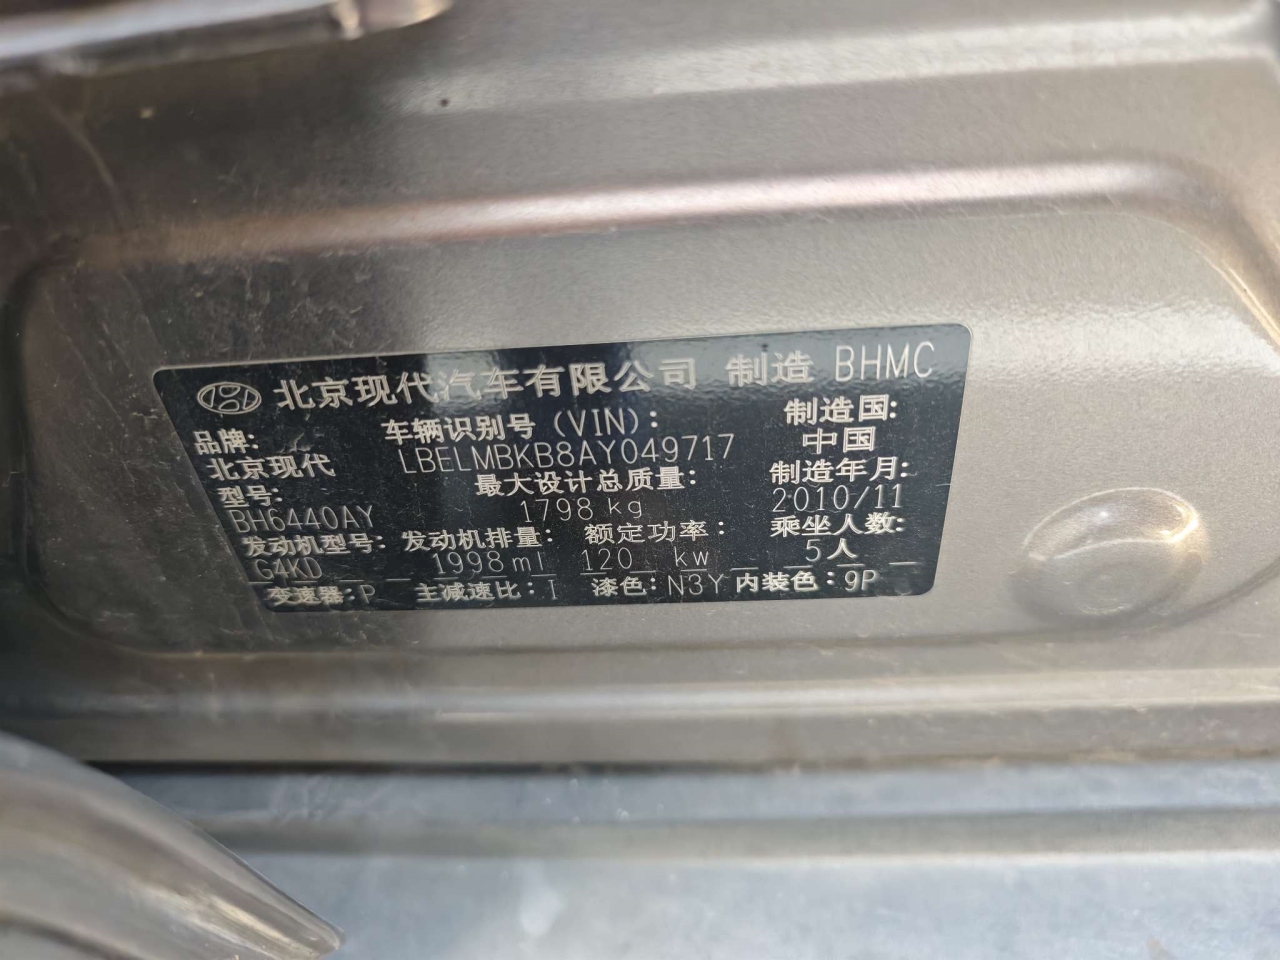 北京现代汽车有限公司 制造 BHMC
品牌: 车辆识别号 (VIN): 制造国:
北京现代 LBELMBKB8AY049717 中国
型号: 最大设计总质量: 制造年月:
BH6440AY 1798 kg 2010/11
发动机型号: 发动机排量: 额定功率: 乘坐人数:
G4KD 1998 ml 120 kw 5人
变速器: P 主减速比: I 漆色: N3Y 内装色: 9P